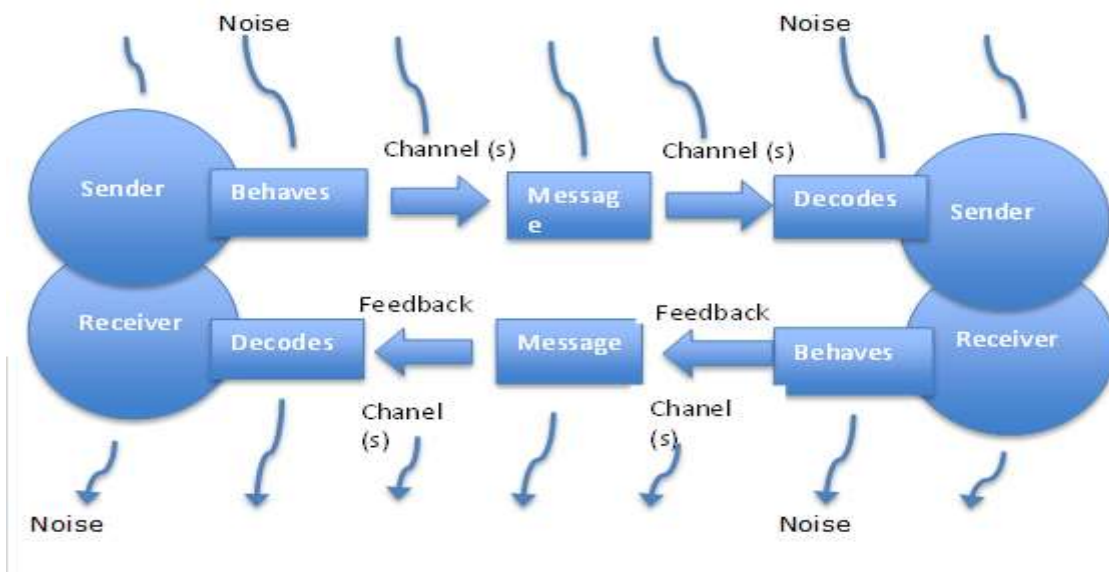 Noise
Noise
Channel (s)
Channel (s)
Sender
Behaves
Messag
e
Decodes
Sender
Feedback
Feedback
Receiver
Decodes
Message
Behaves
Receiver
Chanel
(s)
Chanel
(s)
Noise
Noise